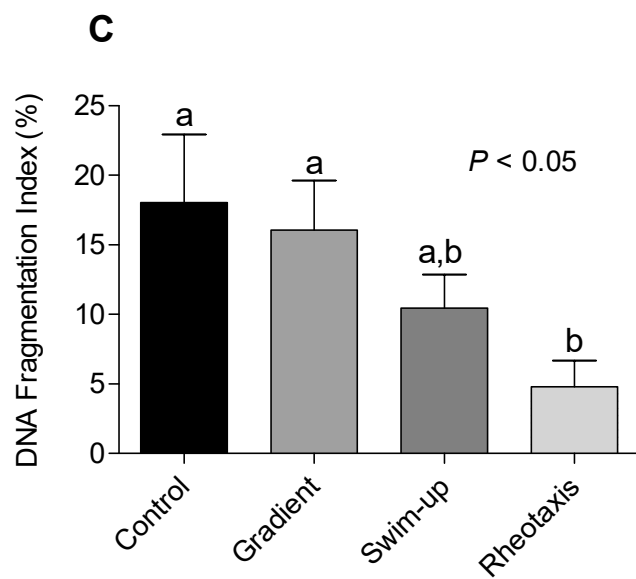 C
DNA Fragmentation Index (%)
25
20
15
10
5
0
a
a
a,b
b
P < 0.05
Control
Gradient
Swim-up
Rheotaxis